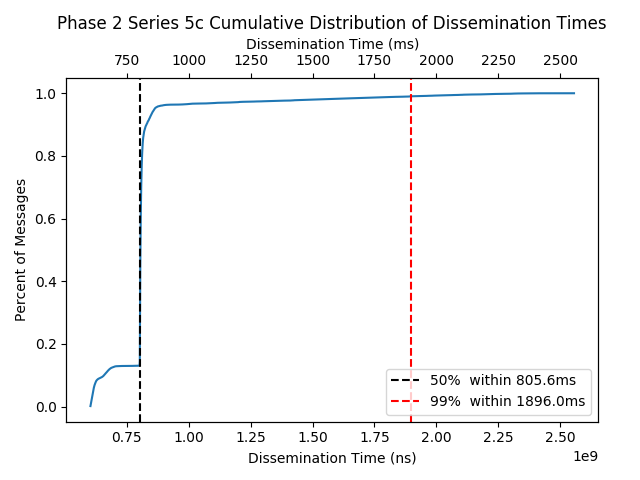 Phase 2 Series 5c Cumulative Distribution of Dissemination Times
Dissemination Time (ms)
750 1000 1250 1500 1750 2000 2250 2500
1.0
0.8
0.6
0.4
0.2
0.0
Percent of Messages
50%  within 805.6ms
99%  within 1896.0ms
0.75 1.00 1.25 1.50 1.75 2.00 2.25 2.50
1e9
Dissemination Time (ns)